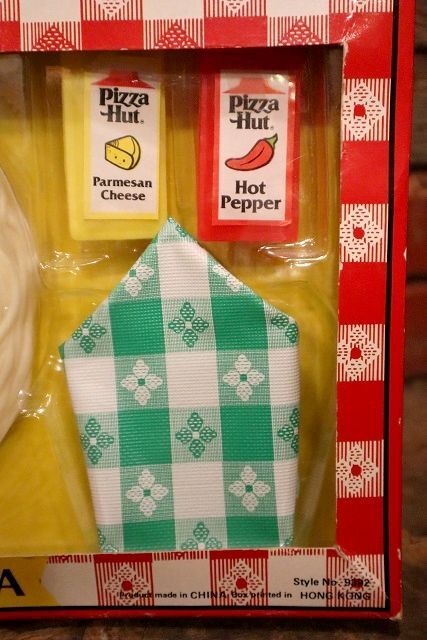 Pizza
Hut®
Parmesan
Cheese
Pizza
Hut®
Hot
Pepper
A
Style No. 9392
Product made in CHINA Box printed in HONG KONG